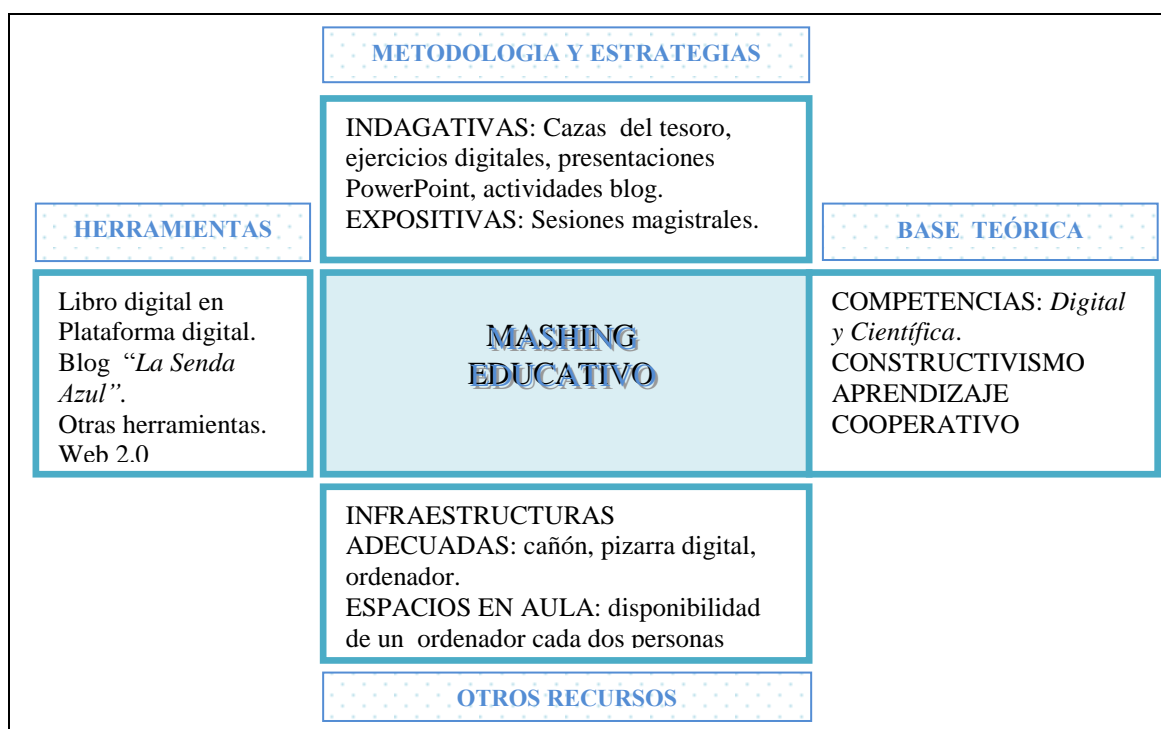 METODOLOGIA Y ESTRATEGIAS
INDAGATIVAS: Cazas del tesoro,
ejercicios digitales, presentaciones
PowerPoint, actividades blog.
EXPOSITIVAS: Sesiones magistrales.
HERRAMIENTAS
Libro digital en
Plataforma digital.
Blog “La Senda
Azul”.
Otras herramientas.
Web 2.0
MASHING
EDUCATIVO
BASE TEÓRICA
COMPETENCIAS: Digital
y Científica.
CONSTRUCTIVISMO
APRENDIZAJE
COOPERATIVO
INFRAESTRUCTURAS
ADECUADAS: cañón, pizarra digital,
ordenador.
ESPACIOS EN AULA: disponibilidad
de un ordenador cada dos personas
OTROS RECURSOS